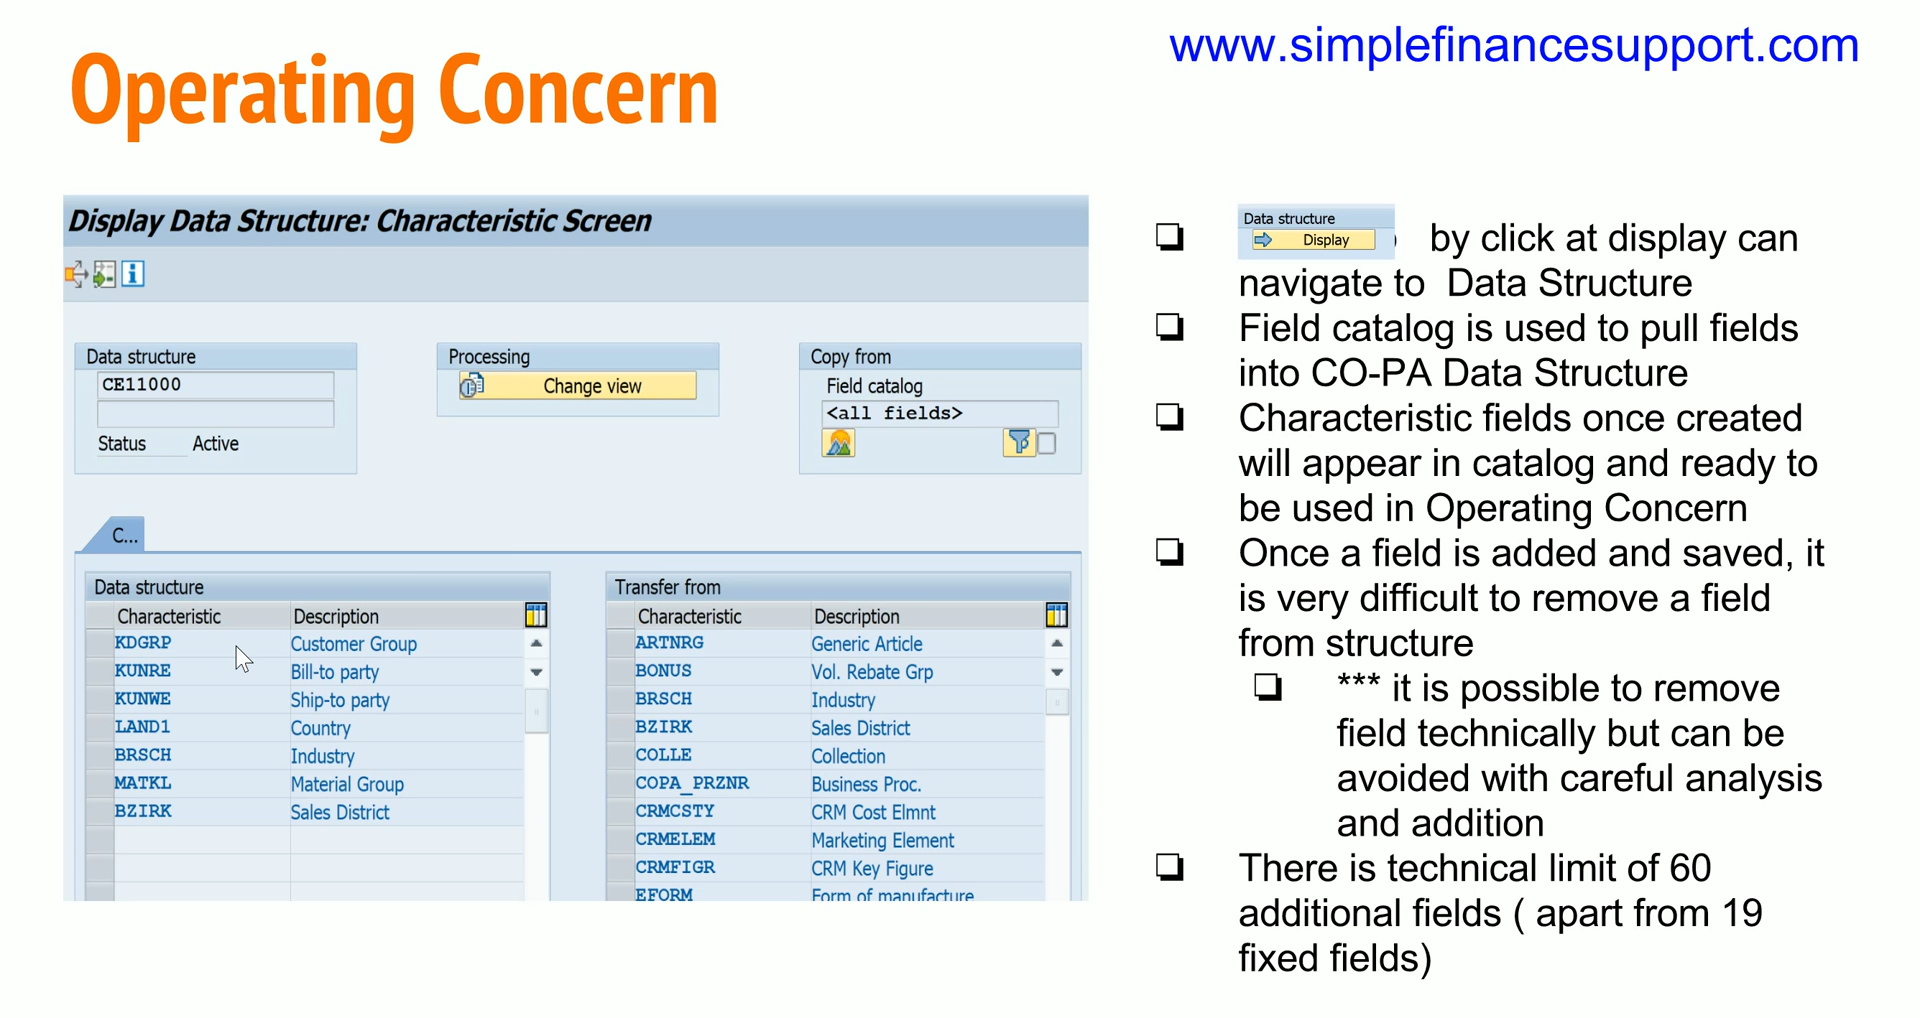 www.simplefinancesupport.com
Operating Concern
Display Data Structure: Characteristic Screen
Data structure
CE11000
Status Active
Processing
Change view
Copy from
Field catalog
<all fields>
C...
Data structure
Characteristic Description
KDGRP Customer Group
KUNRE Bill-to party
KUNWE Ship-to party
LAND1 Country
BRSCH Industry
MATKL Material Group
BZIRK Sales District
Transfer from
Characteristic Description
ARTNRG Generic Article
BONUS Vol. Rebate Grp
BRSCH Industry
BZIRK Sales District
COLLE Collection
COPA_PRZNR Business Proc.
CRMCSTY CRM Cost Elmnt
CRMELEM Marketing Element
CRMFIGR CRM Key Figure
EFORM Form of manufacture
Data structure
Display
by click at display can
navigate to Data Structure
Field catalog is used to pull fields
into CO-PA Data Structure
Characteristic fields once created
will appear in catalog and ready to
be used in Operating Concern
Once a field is added and saved, it
is very difficult to remove a field
from structure
*** it is possible to remove
field technically but can be
avoided with careful analysis
and addition
There is technical limit of 60
additional fields ( apart from 19
fixed fields)